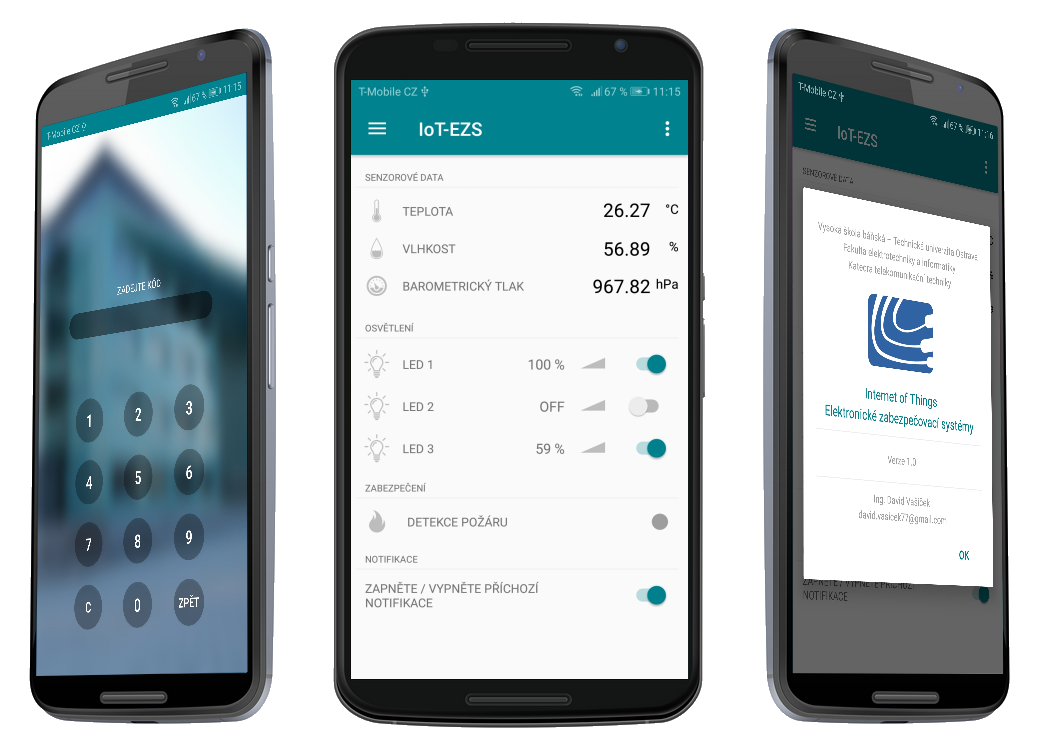 T-Mobile CZ
67 % 11:15
ZADEJTE KÓD
1 2 3
4 5 6
7 8 9
C 0 ZPĚT
T-Mobile CZ 67 % 11:15
IoT-EZS
SENZOROVÉ DATA
TEPLOTA 26.27 °C
VLHKOST 56.89 %
BAROMETRICKÝ TLAK 967.82 hPa
OSVĚTLENÍ
LED 1 100 %
LED 2 OFF
LED 3 59 %
ZABEZPEČENÍ
DETEKCE POŽÁRU
NOTIFIKACE
ZAPNĚTE / VYPNĚTE PŘÍCHOZÍ
NOTIFIKACE
T-Mobile CZ 67 % 11:16
IoT-EZS
SENZOROVÉ DATA
Vysoká škola báňská – Technická univerzita Ostrava
Fakulta elektrotechniky a informatiky
Katedra telekomunikační techniky
Internet of Things
Elektronické zabezpečovací systémy
Verze 1.0
Ing. David Vašíček
david.vasicek77@gmail.com
OK
ZAPNĚTE / VYPNĚTE PŘÍCHOZÍ
NOTIFIKACE